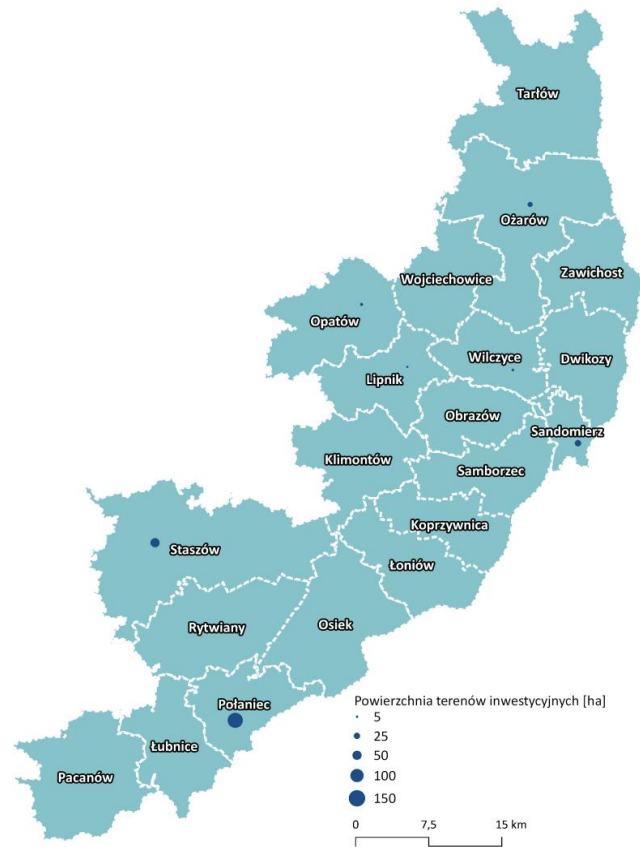 Tarłów
Ożarów
Wojciechowice
Zawichost
Opatów
Wilczyce
Dwikozy
Lipnik
Obrazów
Sandomierz
Klimontów
Samborzec
Koprzywnica
Staszów
Łoniów
Rytwiany
Osiek
Połaniec
Łubnice
Pacanów
Powierzchnia terenów inwestycyjnych [ha]
5
25
50
100
150
0 7,5 15 km